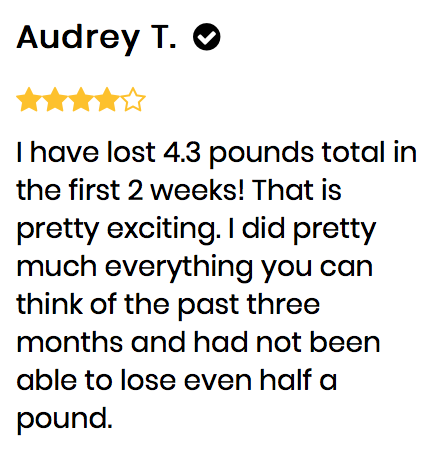 Audrey T.
I have lost 4.3 pounds total in
the first 2 weeks! That is
pretty exciting. I did pretty
much everything you can
think of the past three
months and had not been
able to lose even half a
pound.